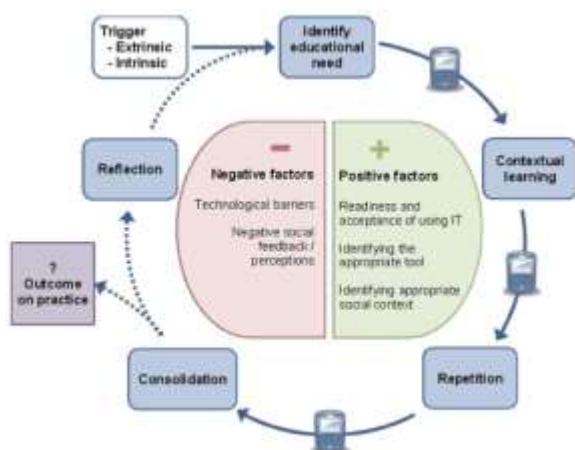 Trigger
- Extrinsic
- Intrinsic
Identify
educational
need
Contextual
learning
Repetition
Consolidation
?
Outcome
on practice
Reflection
−
Negative factors
Technological barriers
Negative social
feedback /
perceptions
+
Positive factors
Readiness and
acceptance of using IT
Identifying the
appropriate tool
Identifying appropriate
social context